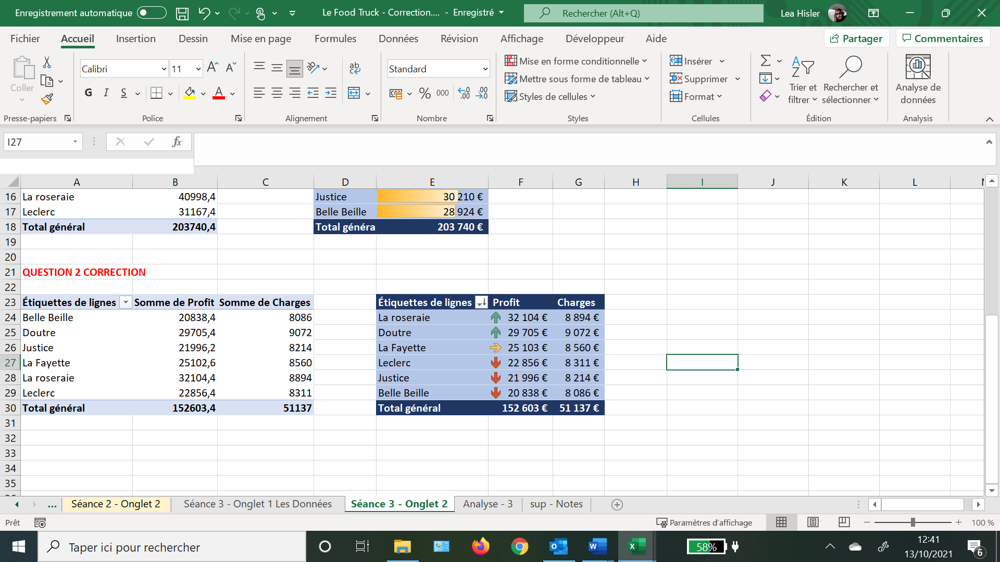 Enregistrement automatique
Le Food Truck - Correction.... - Enregistré
Rechercher (Alt+Q)
Lea Hisler
Fichier Accueil Insertion Dessin Mise en page Formules Données Révision Affichage Développeur Aide Partager Commentaires
Coller
Presse-papiers
Calibri 11
G I S
Police
Alignement
Standard
% 000
Nombre
Mise en forme conditionnelle
Mettre sous forme de tableau
Styles de cellules
Styles
Insérer
Supprimer
Format
Cellules
Trier et filtrer
Rechercher et sélectionner
Édition
Analyse de données
Analysis
I27 fx
A B C D E F G H I J K L
16 La roseraie 40998,4 Justice 30 210 €
17 Leclerc 31167,4 Belle Beille 28 924 €
18 Total général 203740,4 Total généra 203 740 €
19
20
21 QUESTION 2 CORRECTION
22
23 Étiquettes de lignes Somme de Profit Somme de Charges Étiquettes de lignes Profit Charges
24 Belle Beille 20838,4 8086 La roseraie 32 104 € 8 894 €
25 Doutre 29705,4 9072 Doutre 29 705 € 9 072 €
26 Justice 21996,2 8214 La Fayette 25 103 € 8 560 €
27 La Fayette 25102,6 8560 Leclerc 22 856 € 8 311 €
28 La roseraie 32104,4 8894 Justice 21 996 € 8 214 €
29 Leclerc 22856,4 8311 Belle Beille 20 838 € 8 086 €
30 Total général 152603,4 51137 Total général 152 603 € 51 137 €
31
32
33
34
35
... Séance 2 - Onglet 2 Séance 3 - Onglet 1 Les Données Séance 3 - Onglet 2 Analyse - 3 sup - Notes
Prêt Paramètres d'affichage 100 %
Taper ici pour rechercher
58%
12:41
13/10/2021
6